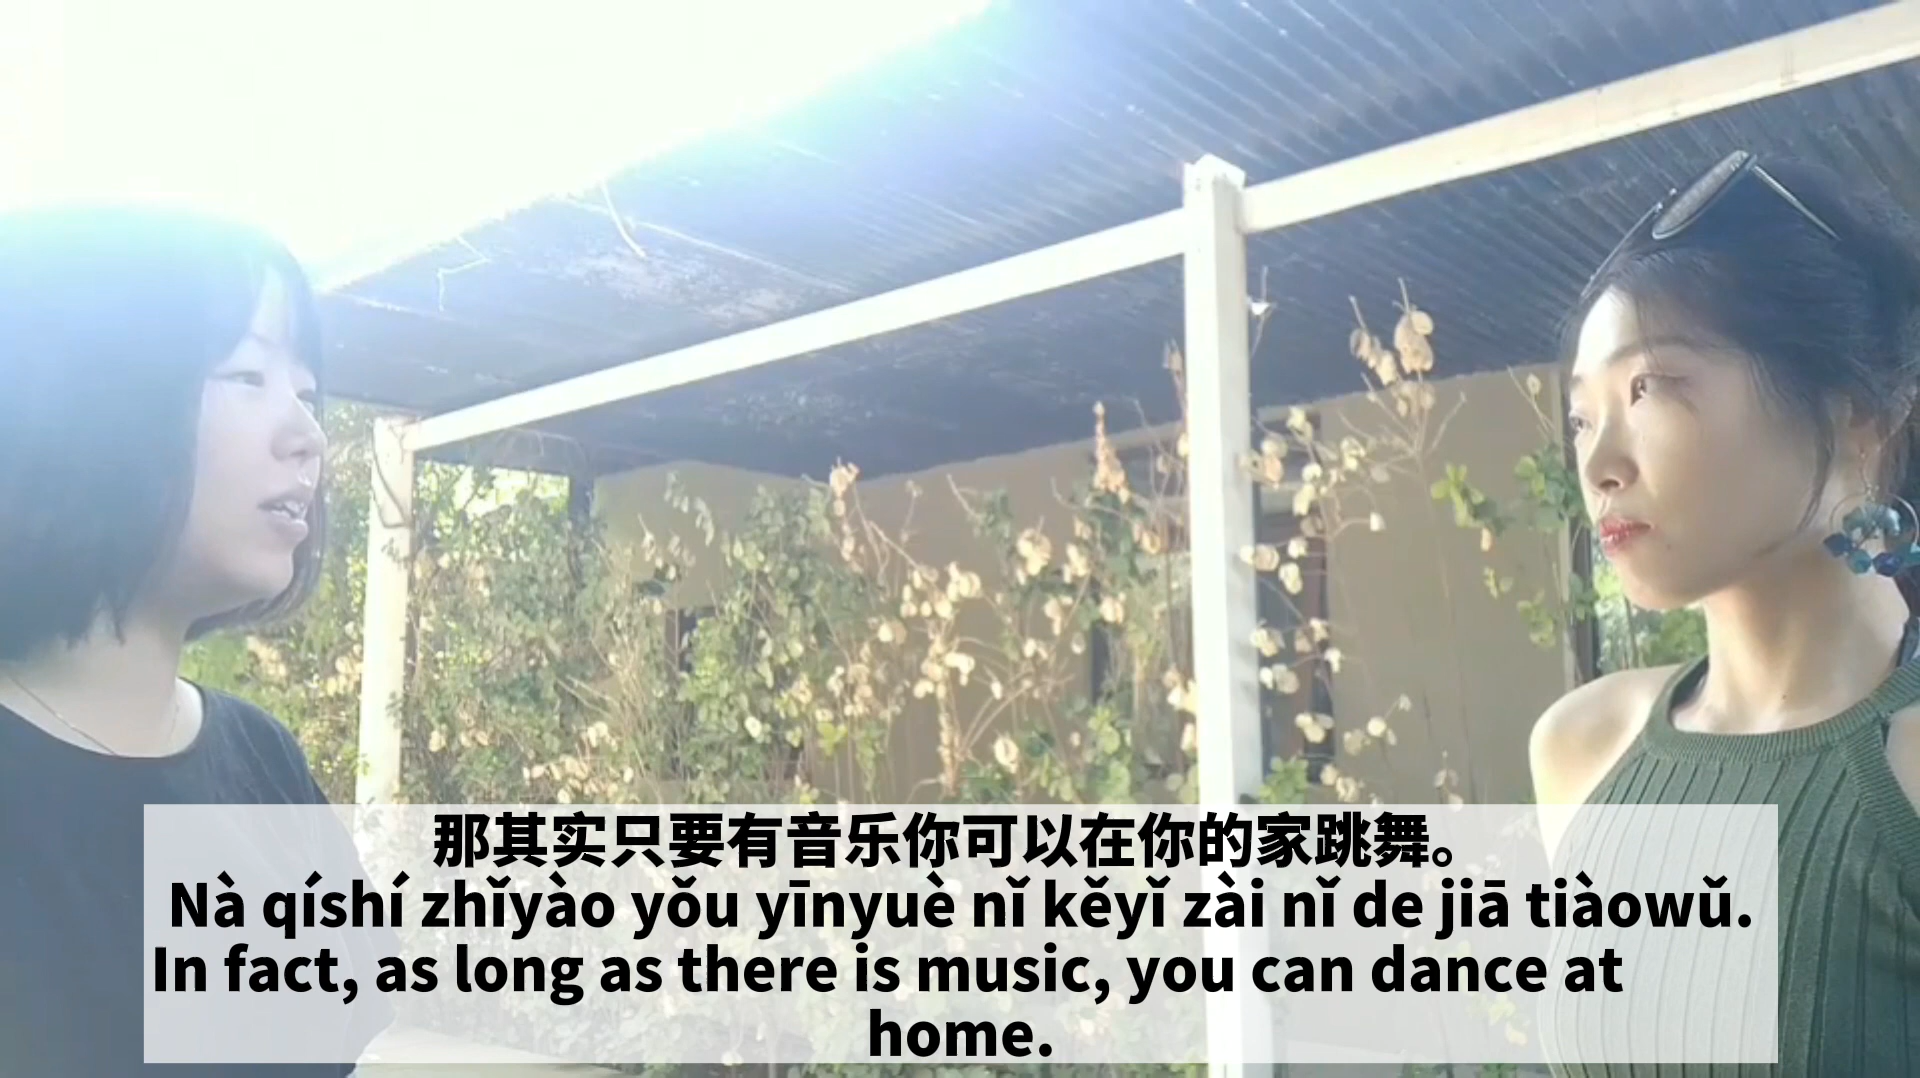 那其实只要有音乐你可以在你的家跳舞。
Nà qíshí zhǐyào yǒu yīnyuè nǐ kěyǐ zài nǐ de jiā tiàowǔ.
In fact, as long as there is music, you can dance at
home.